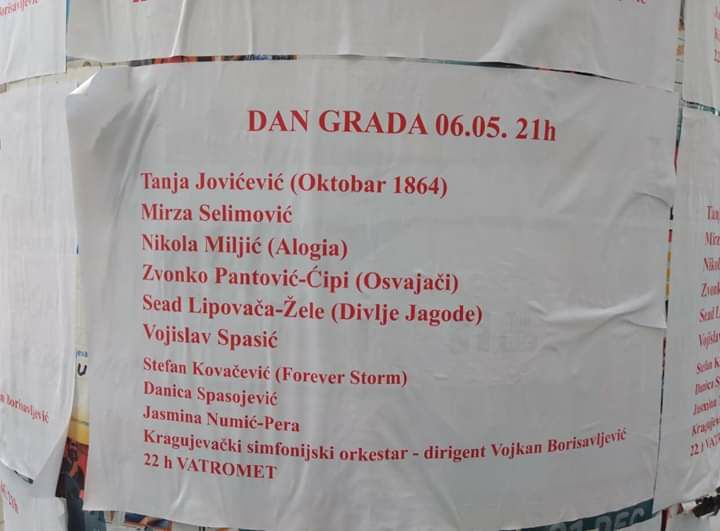 DAN GRADA 06.05. 21h
Tanja Jovićević (Oktobar 1864)
Mirza Selimović
Nikola Miljić (Alogia)
Zvonko Pantović-Ćipi (Osvajači)
Sead Lipovača-Žele (Divlje Jagode)
Vojislav Spasić
Stefan Kovačević (Forever Storm)
Danica Spasojević
Jasmina Numić-Pera
Kragujevački simfonijski orkestar - dirigent Vojkan Borisavljević
22 h VATROMET